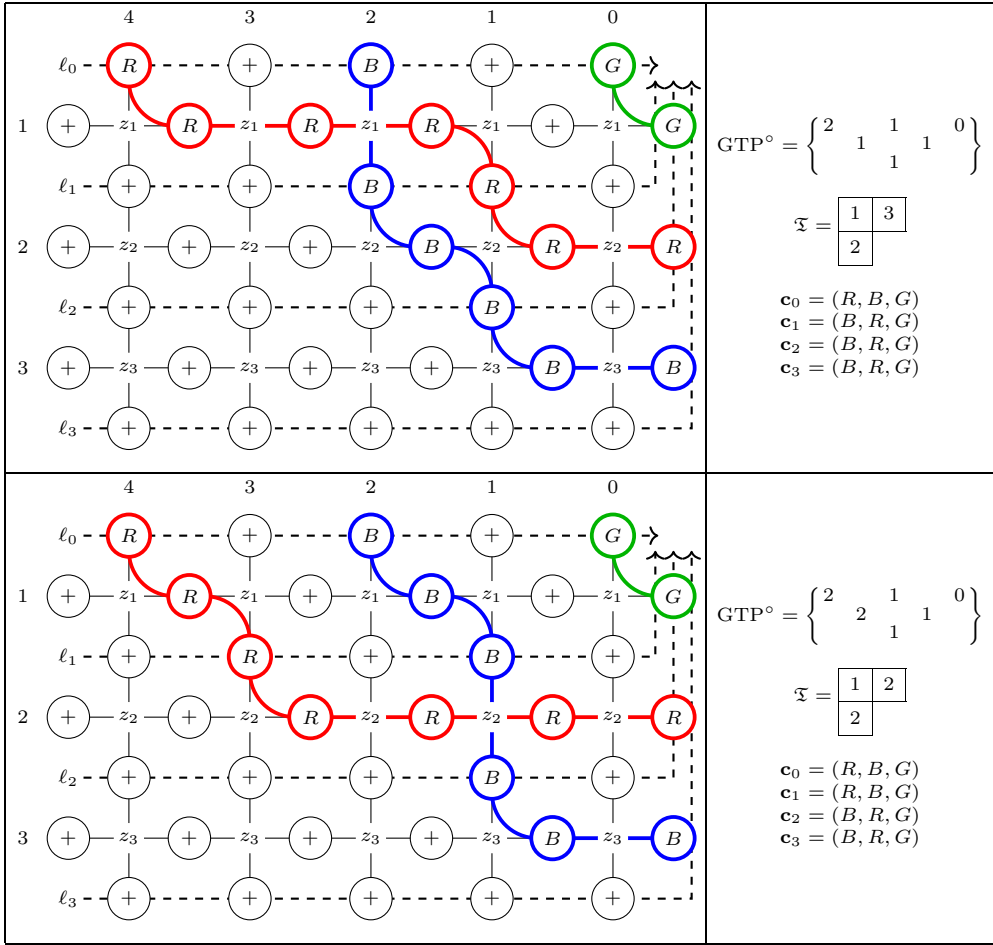 4 3 2 1 0
ℓ₀ R + B + G
1 + z₁ R z₁ R z₁ R z₁ + z₁ G
ℓ₁ + + B R +
2 + z₂ + z₂ + z₂ B z₂ R z₂ R
ℓ₂ + + + B +
3 + z₃ + z₃ + z₃ + z₃ B z₃ B
ℓ₃ + + + + +
2 1 0
GTP° = { 1 1 }
1
1 3
𝔗 =
2
c₀ = (R, B, G)
c₁ = (B, R, G)
c₂ = (B, R, G)
c₃ = (B, R, G)
4 3 2 1 0
ℓ₀ R + B + G
1 + z₁ R z₁ + z₁ B z₁ + z₁ G
ℓ₁ + R + B +
2 + z₂ + z₂ R z₂ R z₂ R z₂ R
ℓ₂ + + + B +
3 + z₃ + z₃ + z₃ + z₃ B z₃ B
ℓ₃ + + + + +
2 1 0
GTP° = { 2 1 }
1
1 2
𝔗 =
2
c₀ = (R, B, G)
c₁ = (R, B, G)
c₂ = (B, R, G)
c₃ = (B, R, G)